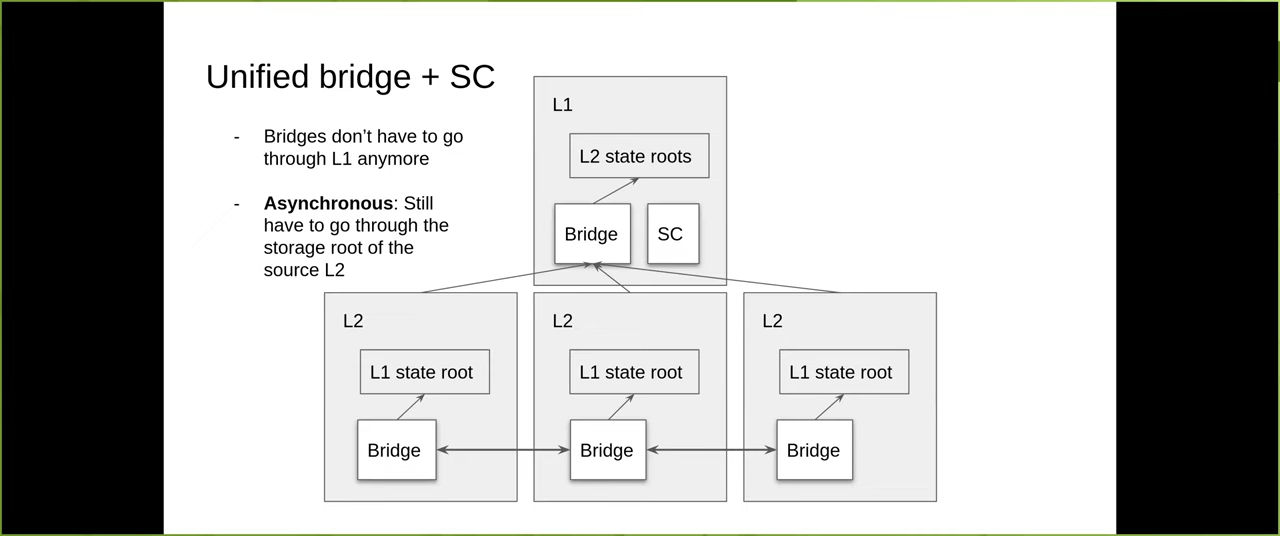 Unified bridge + SC
- Bridges don't have to go
through L1 anymore
- Asynchronous: Still
have to go through the
storage root of the
source L2
L1
L2 state roots
Bridge
SC
L2
L1 state root
Bridge
L2
L1 state root
Bridge
L2
L1 state root
Bridge